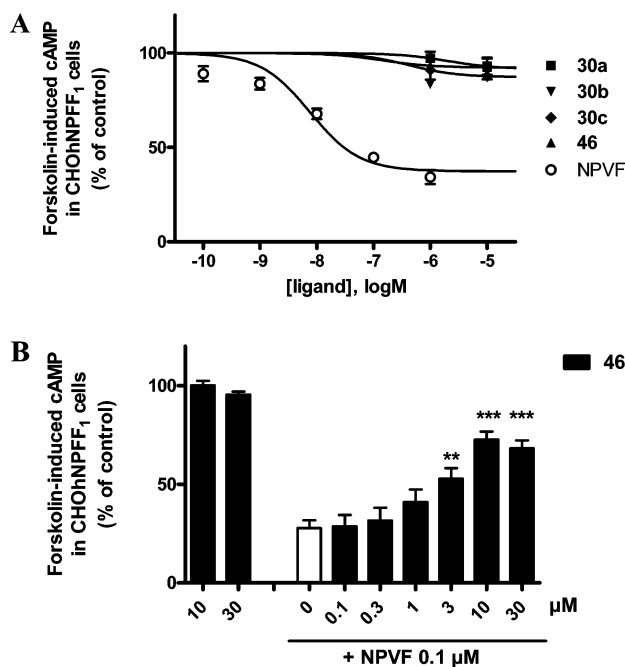 A
Forskolin-induced cAMP
in CHOhNPFF1 cells
(% of control)
100
50
0
-10 -9 -8 -7 -6 -5
[ligand], logM
30a
30b
30c
46
NPVF
B
Forskolin-induced cAMP
in CHOhNPFF1 cells
(% of control)
100
50
0
46
** *** ***
10 30 0 0.1 0.3 1 3 10 30 µM
+ NPVF 0.1 µM